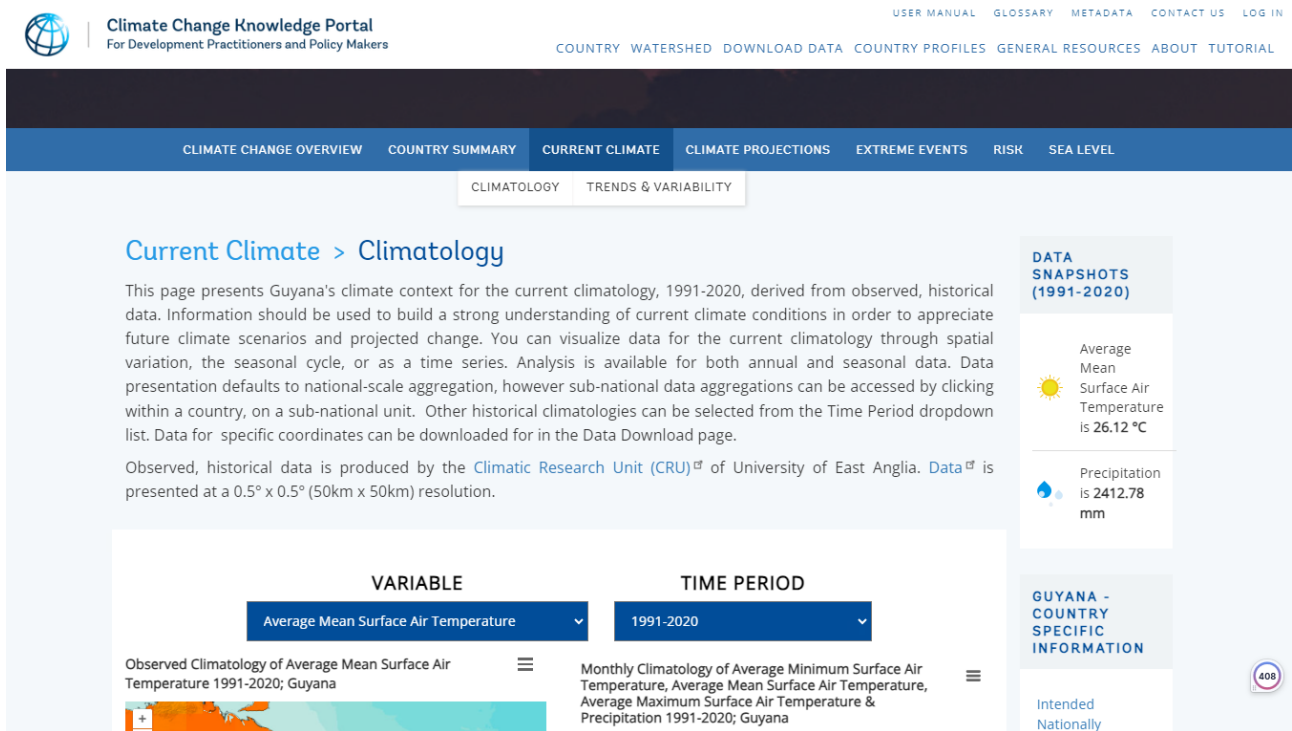 USER MANUAL GLOSSARY METADATA CONTACT US LOG IN
Climate Change Knowledge Portal
For Development Practitioners and Policy Makers
COUNTRY WATERSHED DOWNLOAD DATA COUNTRY PROFILES GENERAL RESOURCES ABOUT TUTORIAL
CLIMATE CHANGE OVERVIEW COUNTRY SUMMARY CURRENT CLIMATE CLIMATE PROJECTIONS EXTREME EVENTS RISK SEA LEVEL
CLIMATOLOGY TRENDS & VARIABILITY
Current Climate > Climatology
This page presents Guyana's climate context for the current climatology, 1991-2020, derived from observed, historical
data. Information should be used to build a strong understanding of current climate conditions in order to appreciate
future climate scenarios and projected change. You can visualize data for the current climatology through spatial
variation, the seasonal cycle, or as a time series. Analysis is available for both annual and seasonal data. Data
presentation defaults to national-scale aggregation, however sub-national data aggregations can be accessed by clicking
within a country, on a sub-national unit. Other historical climatologies can be selected from the Time Period dropdown
list. Data for specific coordinates can be downloaded for in the Data Download page.
Observed, historical data is produced by the Climatic Research Unit (CRU) of University of East Anglia. Data is
presented at a 0.5º x 0.5º (50km x 50km) resolution.
VARIABLE
Average Mean Surface Air Temperature
TIME PERIOD
1991-2020
Observed Climatology of Average Mean Surface Air
Temperature 1991-2020; Guyana
+
Monthly Climatology of Average Minimum Surface Air
Temperature, Average Mean Surface Air Temperature,
Average Maximum Surface Air Temperature &
Precipitation 1991-2020; Guyana
DATA
SNAPSHOTS
(1991-2020)
Average
Mean
Surface Air
Temperature
is 26.12 °C
Precipitation
is 2412.78
mm
GUYANA -
COUNTRY
SPECIFIC
INFORMATION
Intended
Nationally
408